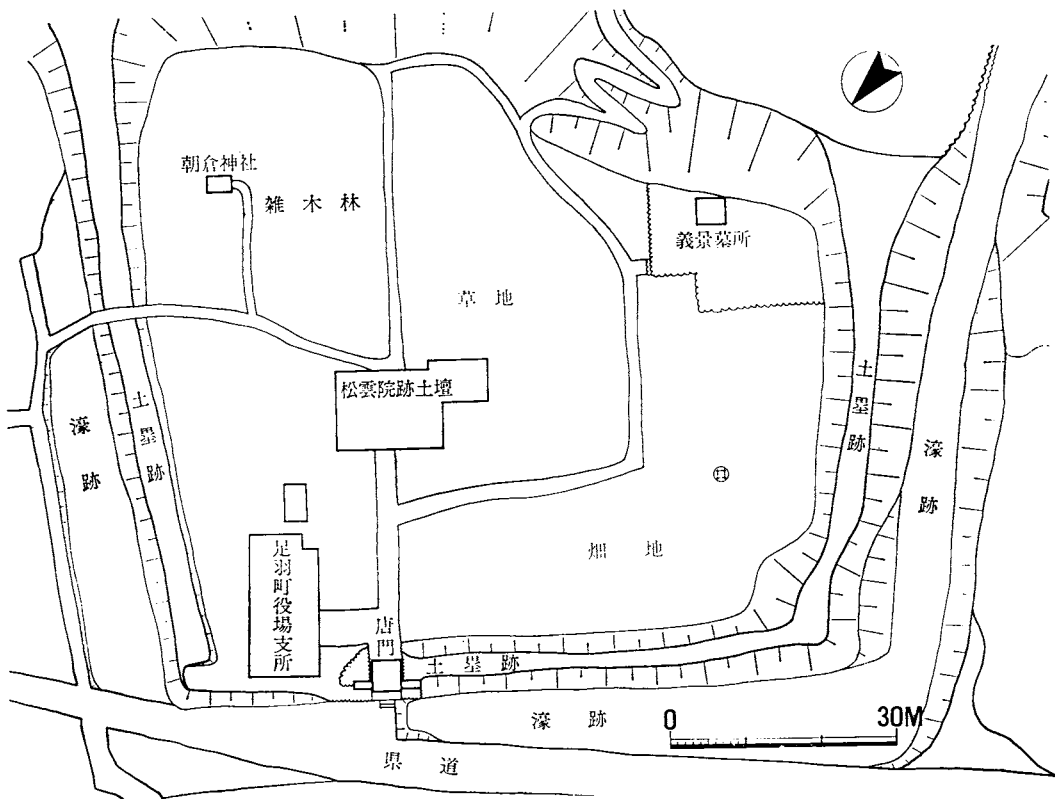 朝倉神社
雑木林
義景墓所
草地
松雲院跡土壇
土塁跡
濠跡
土塁跡
濠跡
畑地
足羽町役場支所
唐門
土塁跡
濠跡
0 30M
県道